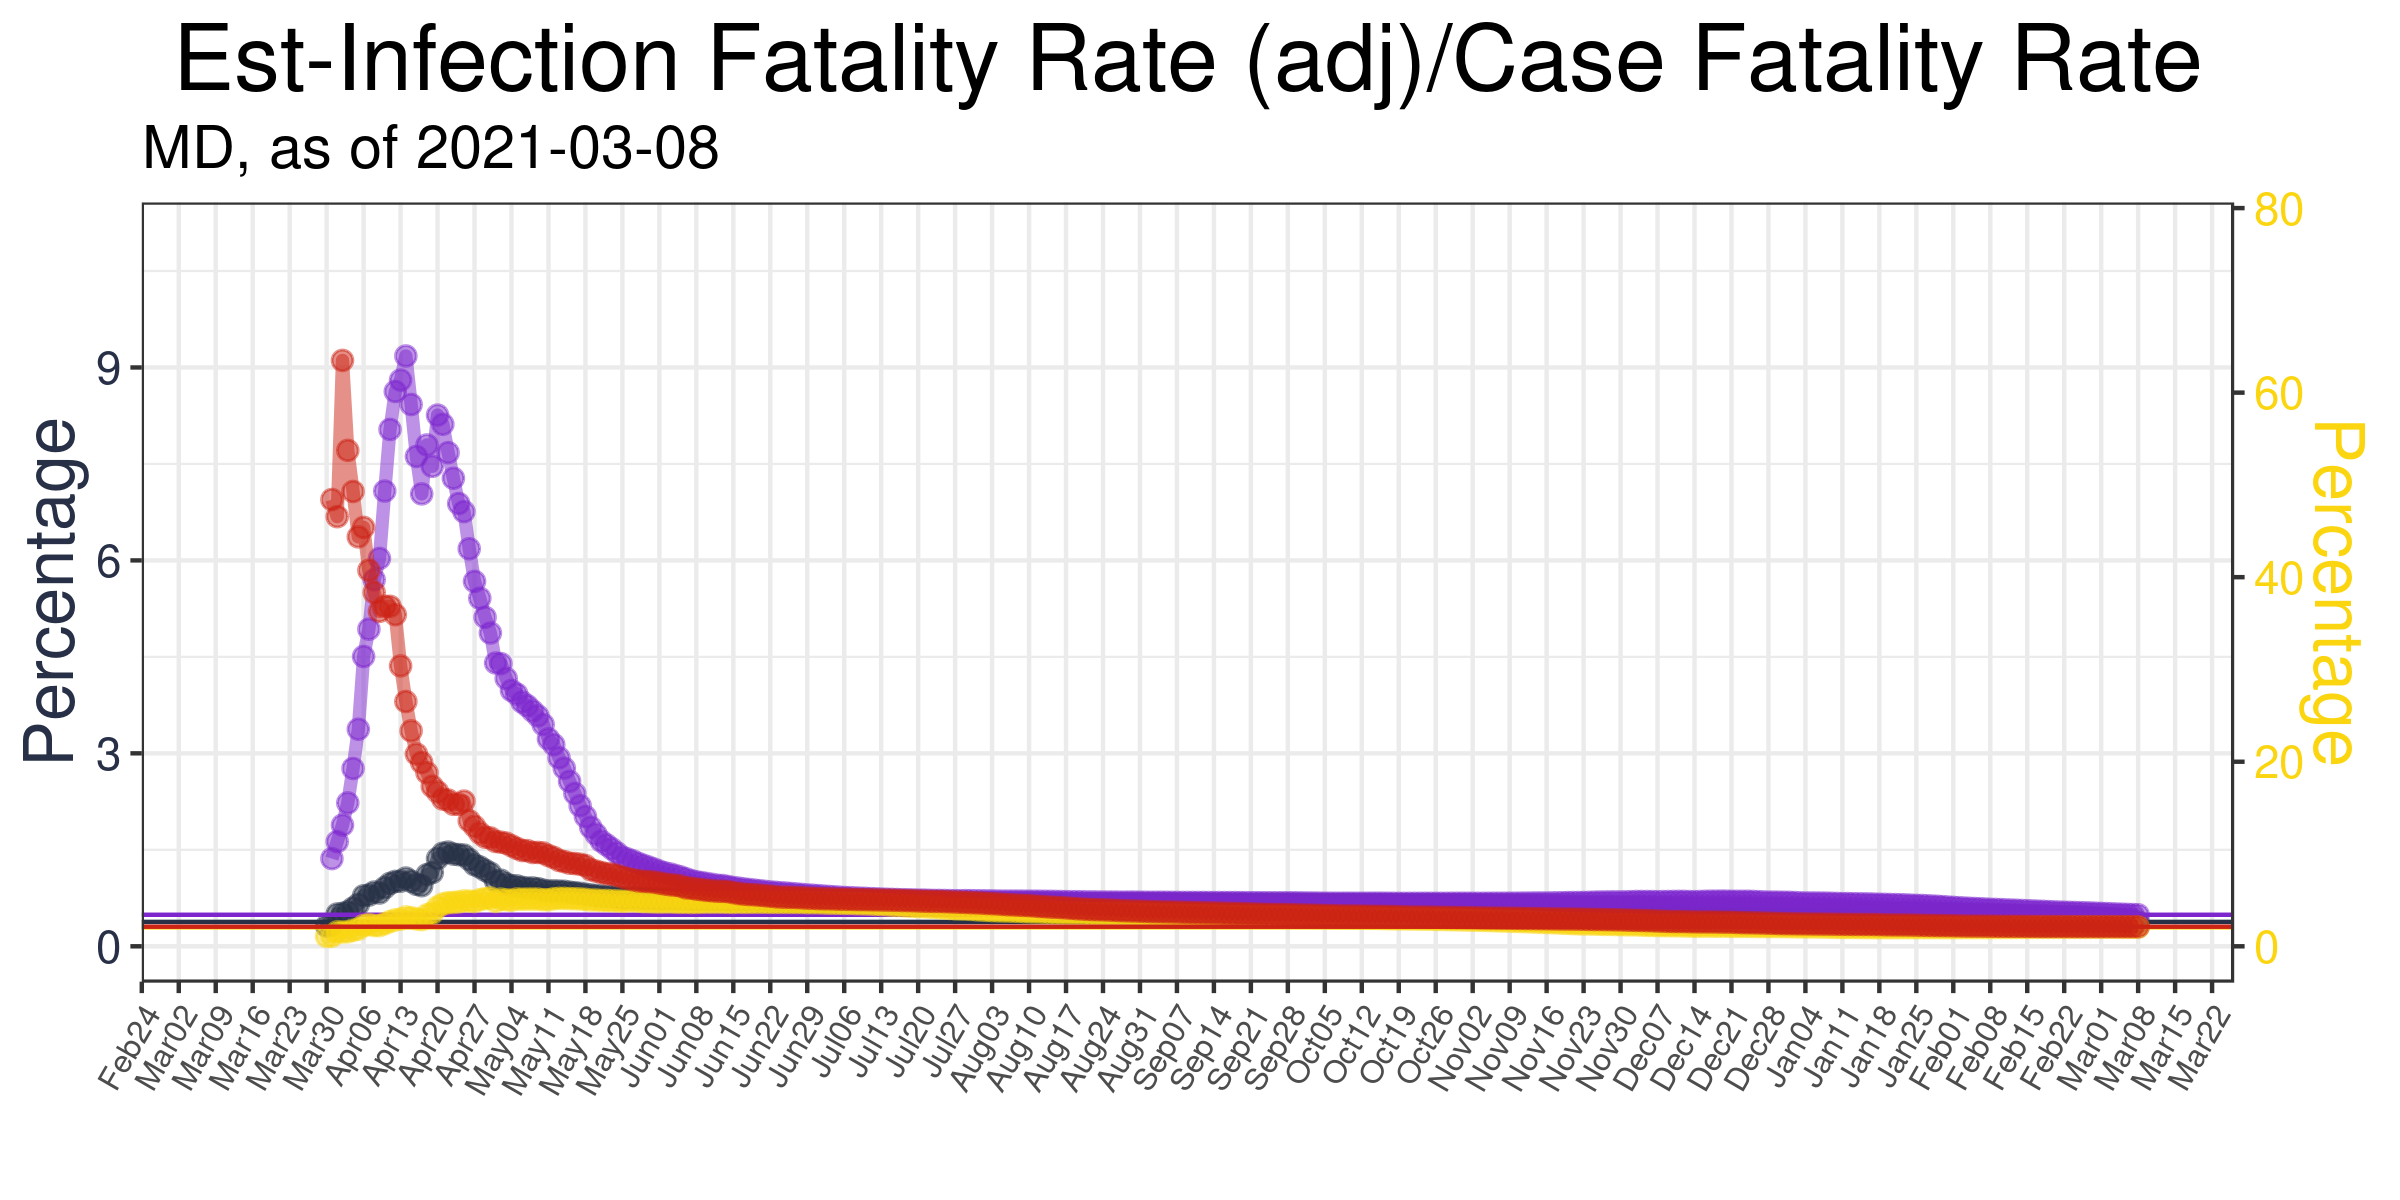 Est-Infection Fatality Rate (adj)/Case Fatality Rate
MD, as of 2021-03-08
Percentage
9
6
3
0
80
60
40
20
0
Percentage
Feb24
Mar02
Mar09
Mar16
Mar23
Mar30
Apr06
Apr13
Apr20
Apr27
May04
May11
May18
May25
Jun01
Jun08
Jun15
Jun22
Jun29
Jul06
Jul13
Jul20
Jul27
Aug03
Aug10
Aug17
Aug24
Aug31
Sep07
Sep14
Sep21
Sep28
Oct05
Oct12
Oct19
Oct26
Nov02
Nov09
Nov16
Nov23
Nov30
Dec07
Dec14
Dec21
Dec28
Jan04
Jan11
Jan18
Jan25
Feb01
Feb08
Feb15
Feb22
Mar01
Mar08
Mar15
Mar22